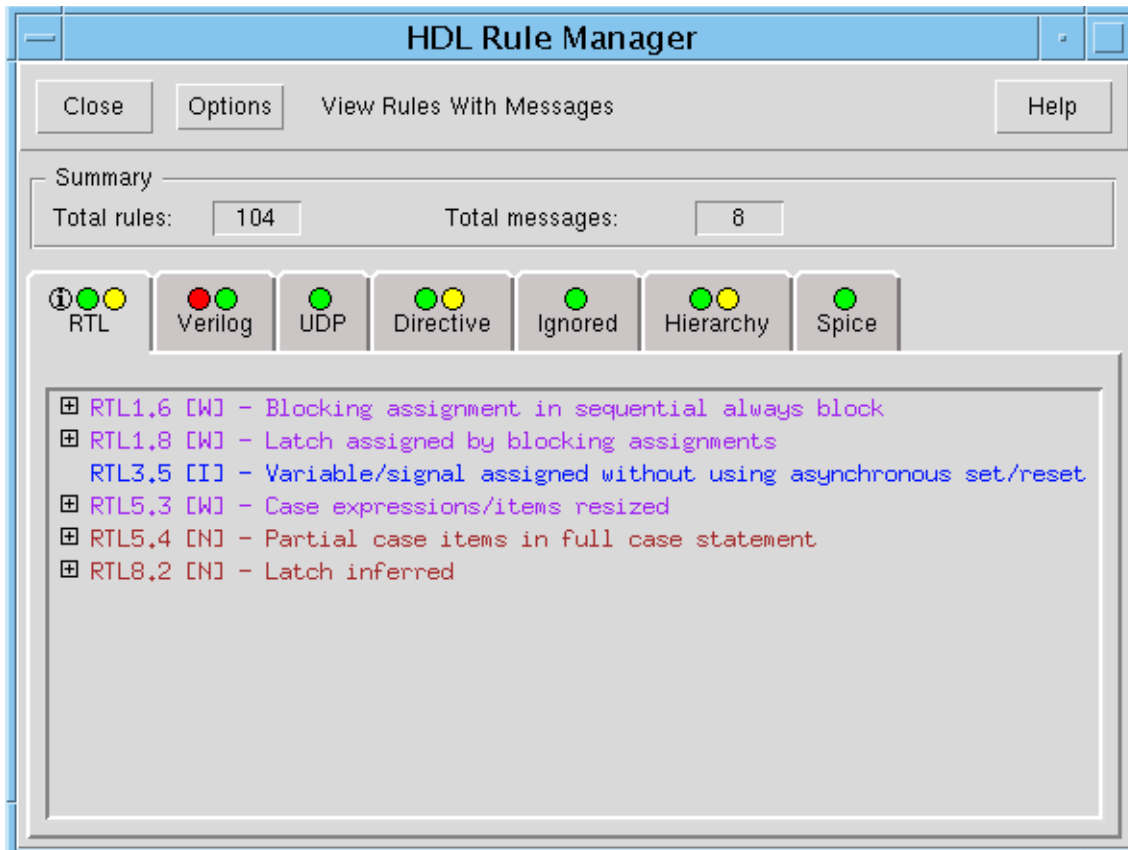 HDL Rule Manager
Close Options View Rules With Messages Help
Summary
Total rules: 104 Total messages: 8
RTL Verilog UDP Directive Ignored Hierarchy Spice
RTL1.6 [W] - Blocking assignment in sequential always block
RTL1.8 [W] - Latch assigned by blocking assignments
RTL3.5 [I] - Variable/signal assigned without using asynchronous set/reset
RTL5.3 [W] - Case expressions/items resized
RTL5.4 [N] - Partial case items in full case statement
RTL8.2 [N] - Latch inferred